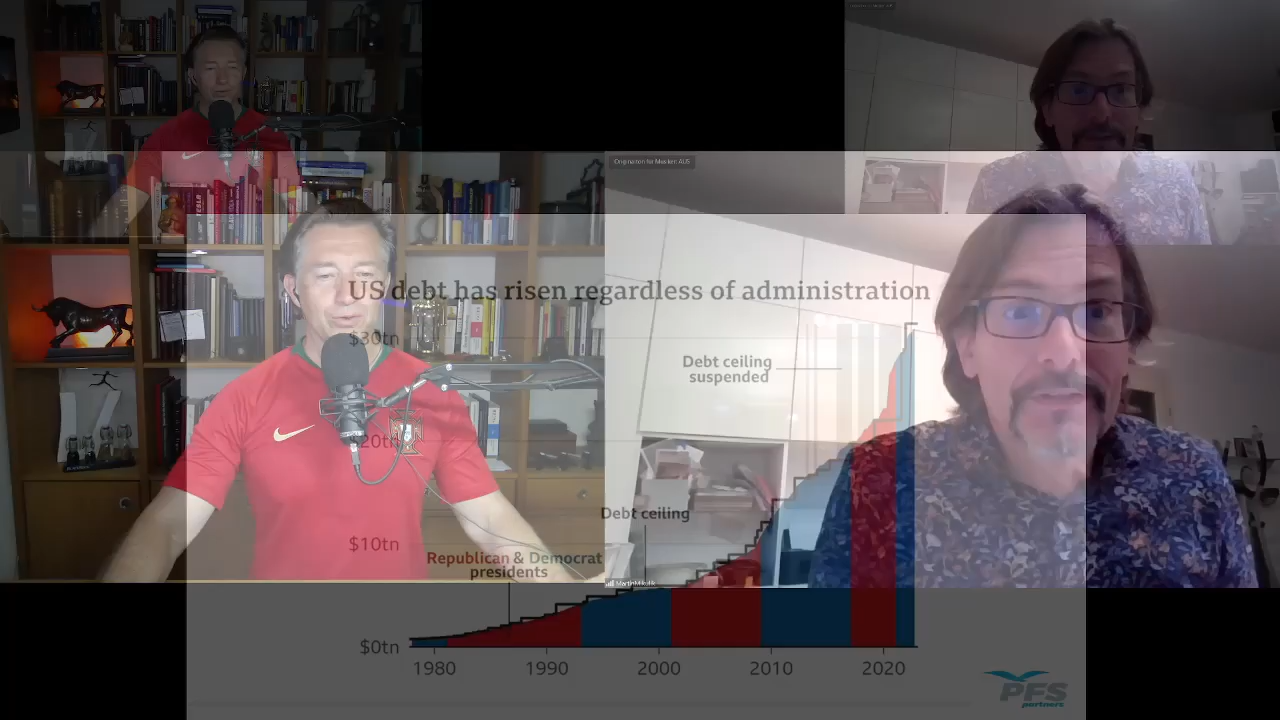 US debt has risen regardless of administration
$30tn
Debt ceiling
suspended
$20tn
Debt ceiling
$10tn
Republican & Democrat
presidents
$0tn
1980 1990 2000 2010 2020
PFS
partners